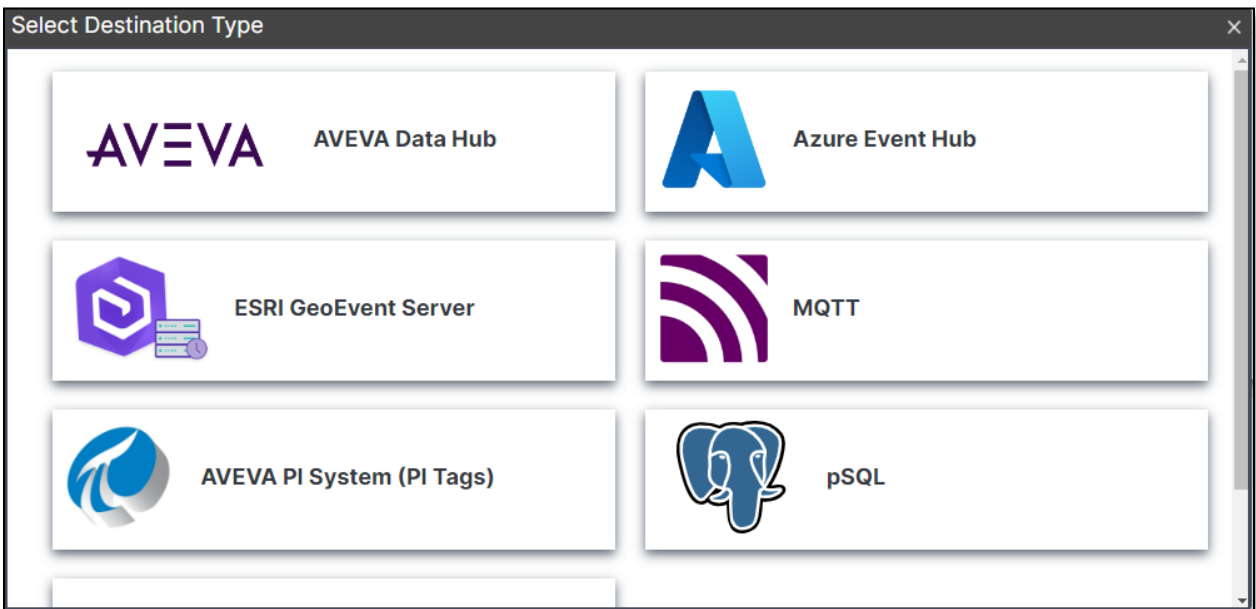 Select Destination Type
AVEVA AVEVA Data Hub
Azure Event Hub
ESRI GeoEvent Server
MQTT
AVEVA PI System (PI Tags)
pSQL